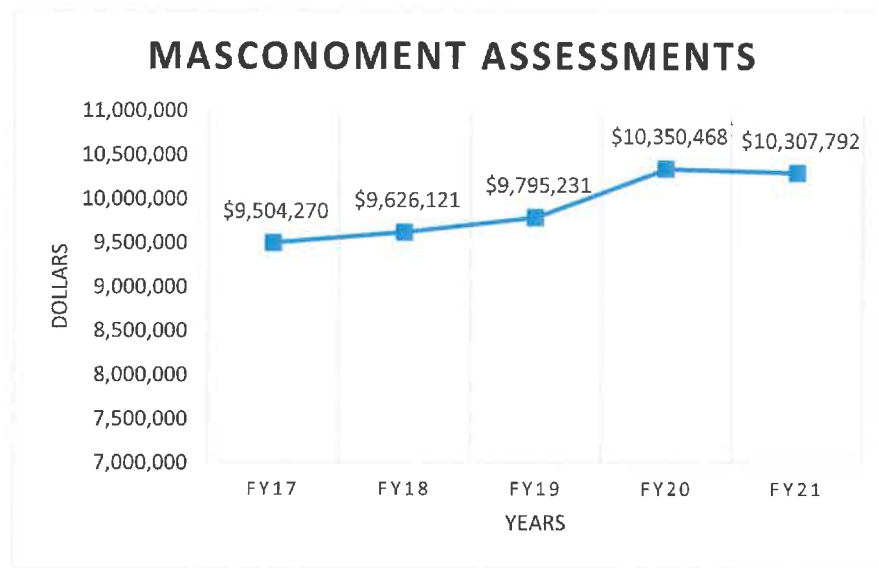 MASCONOMENT ASSESSMENTS
11,000,000
10,500,000
10,000,000
9,500,000
9,000,000
8,500,000
8,000,000
7,500,000
7,000,000
DOLLARS
$9,504,270
$9,626,121
$9,795,231
$10,350,468
$10,307,792
FY17
FY18
FY19
FY20
FY21
YEARS